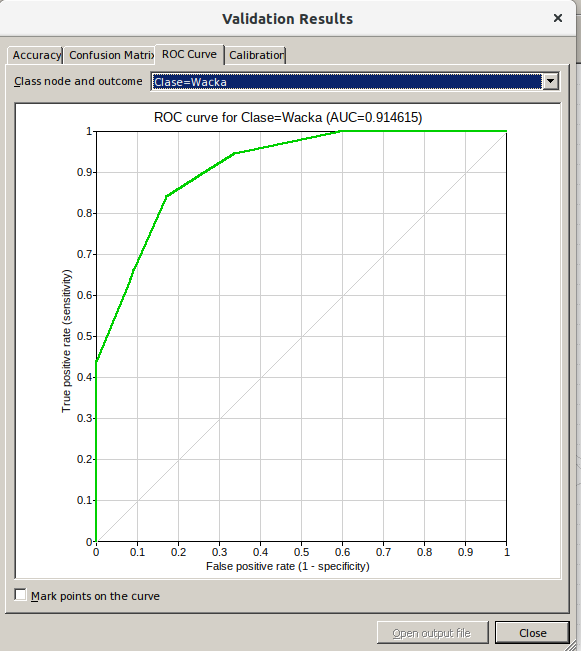 Validation Results
Accuracy Confusion Matrix ROC Curve Calibration
Class node and outcome Clase=Wacka
ROC curve for Clase=Wacka (AUC=0.914615)
1
0.9
0.8
0.7
0.6
0.5
0.4
0.3
0.2
0.1
0
True positive rate (sensitivity)
0 0.1 0.2 0.3 0.4 0.5 0.6 0.7 0.8 0.9 1
False positive rate (1 - specificity)
Mark points on the curve
Open output file Close